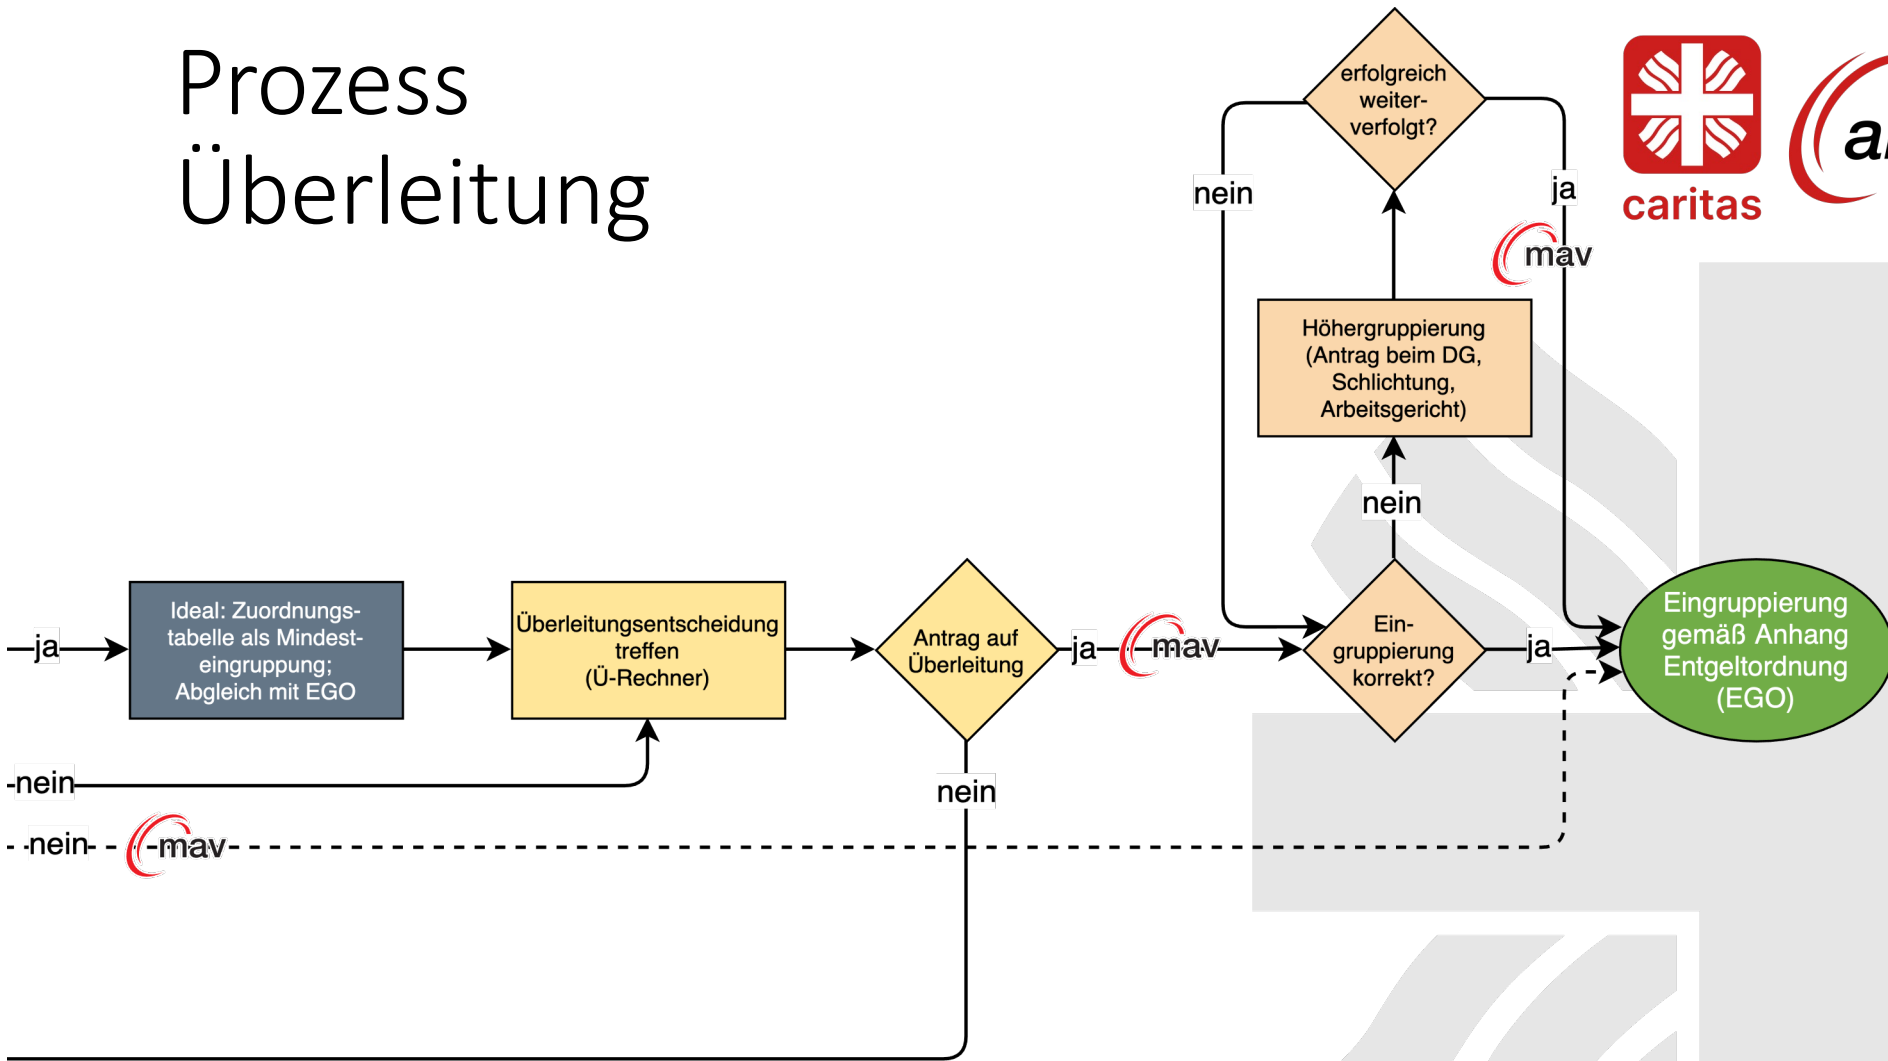 Prozess
Überleitung
erfolgreich
weiter-
verfolgt?
nein
ja
mav
caritas
Höhergruppierung
(Antrag beim DG,
Schlichtung,
Arbeitsgericht)
nein
ja
Ideal: Zuordnungs-
tabelle als Mindest-
eingruppung;
Abgleich mit EGO
Überleitungsentscheidung
treffen
(Ü-Rechner)
Antrag auf
Überleitung
ja
mav
Ein-
gruppierung
korrekt?
ja
Eingruppierung
gemäß Anhang
Entgeltordnung
(EGO)
nein
nein
nein
mav